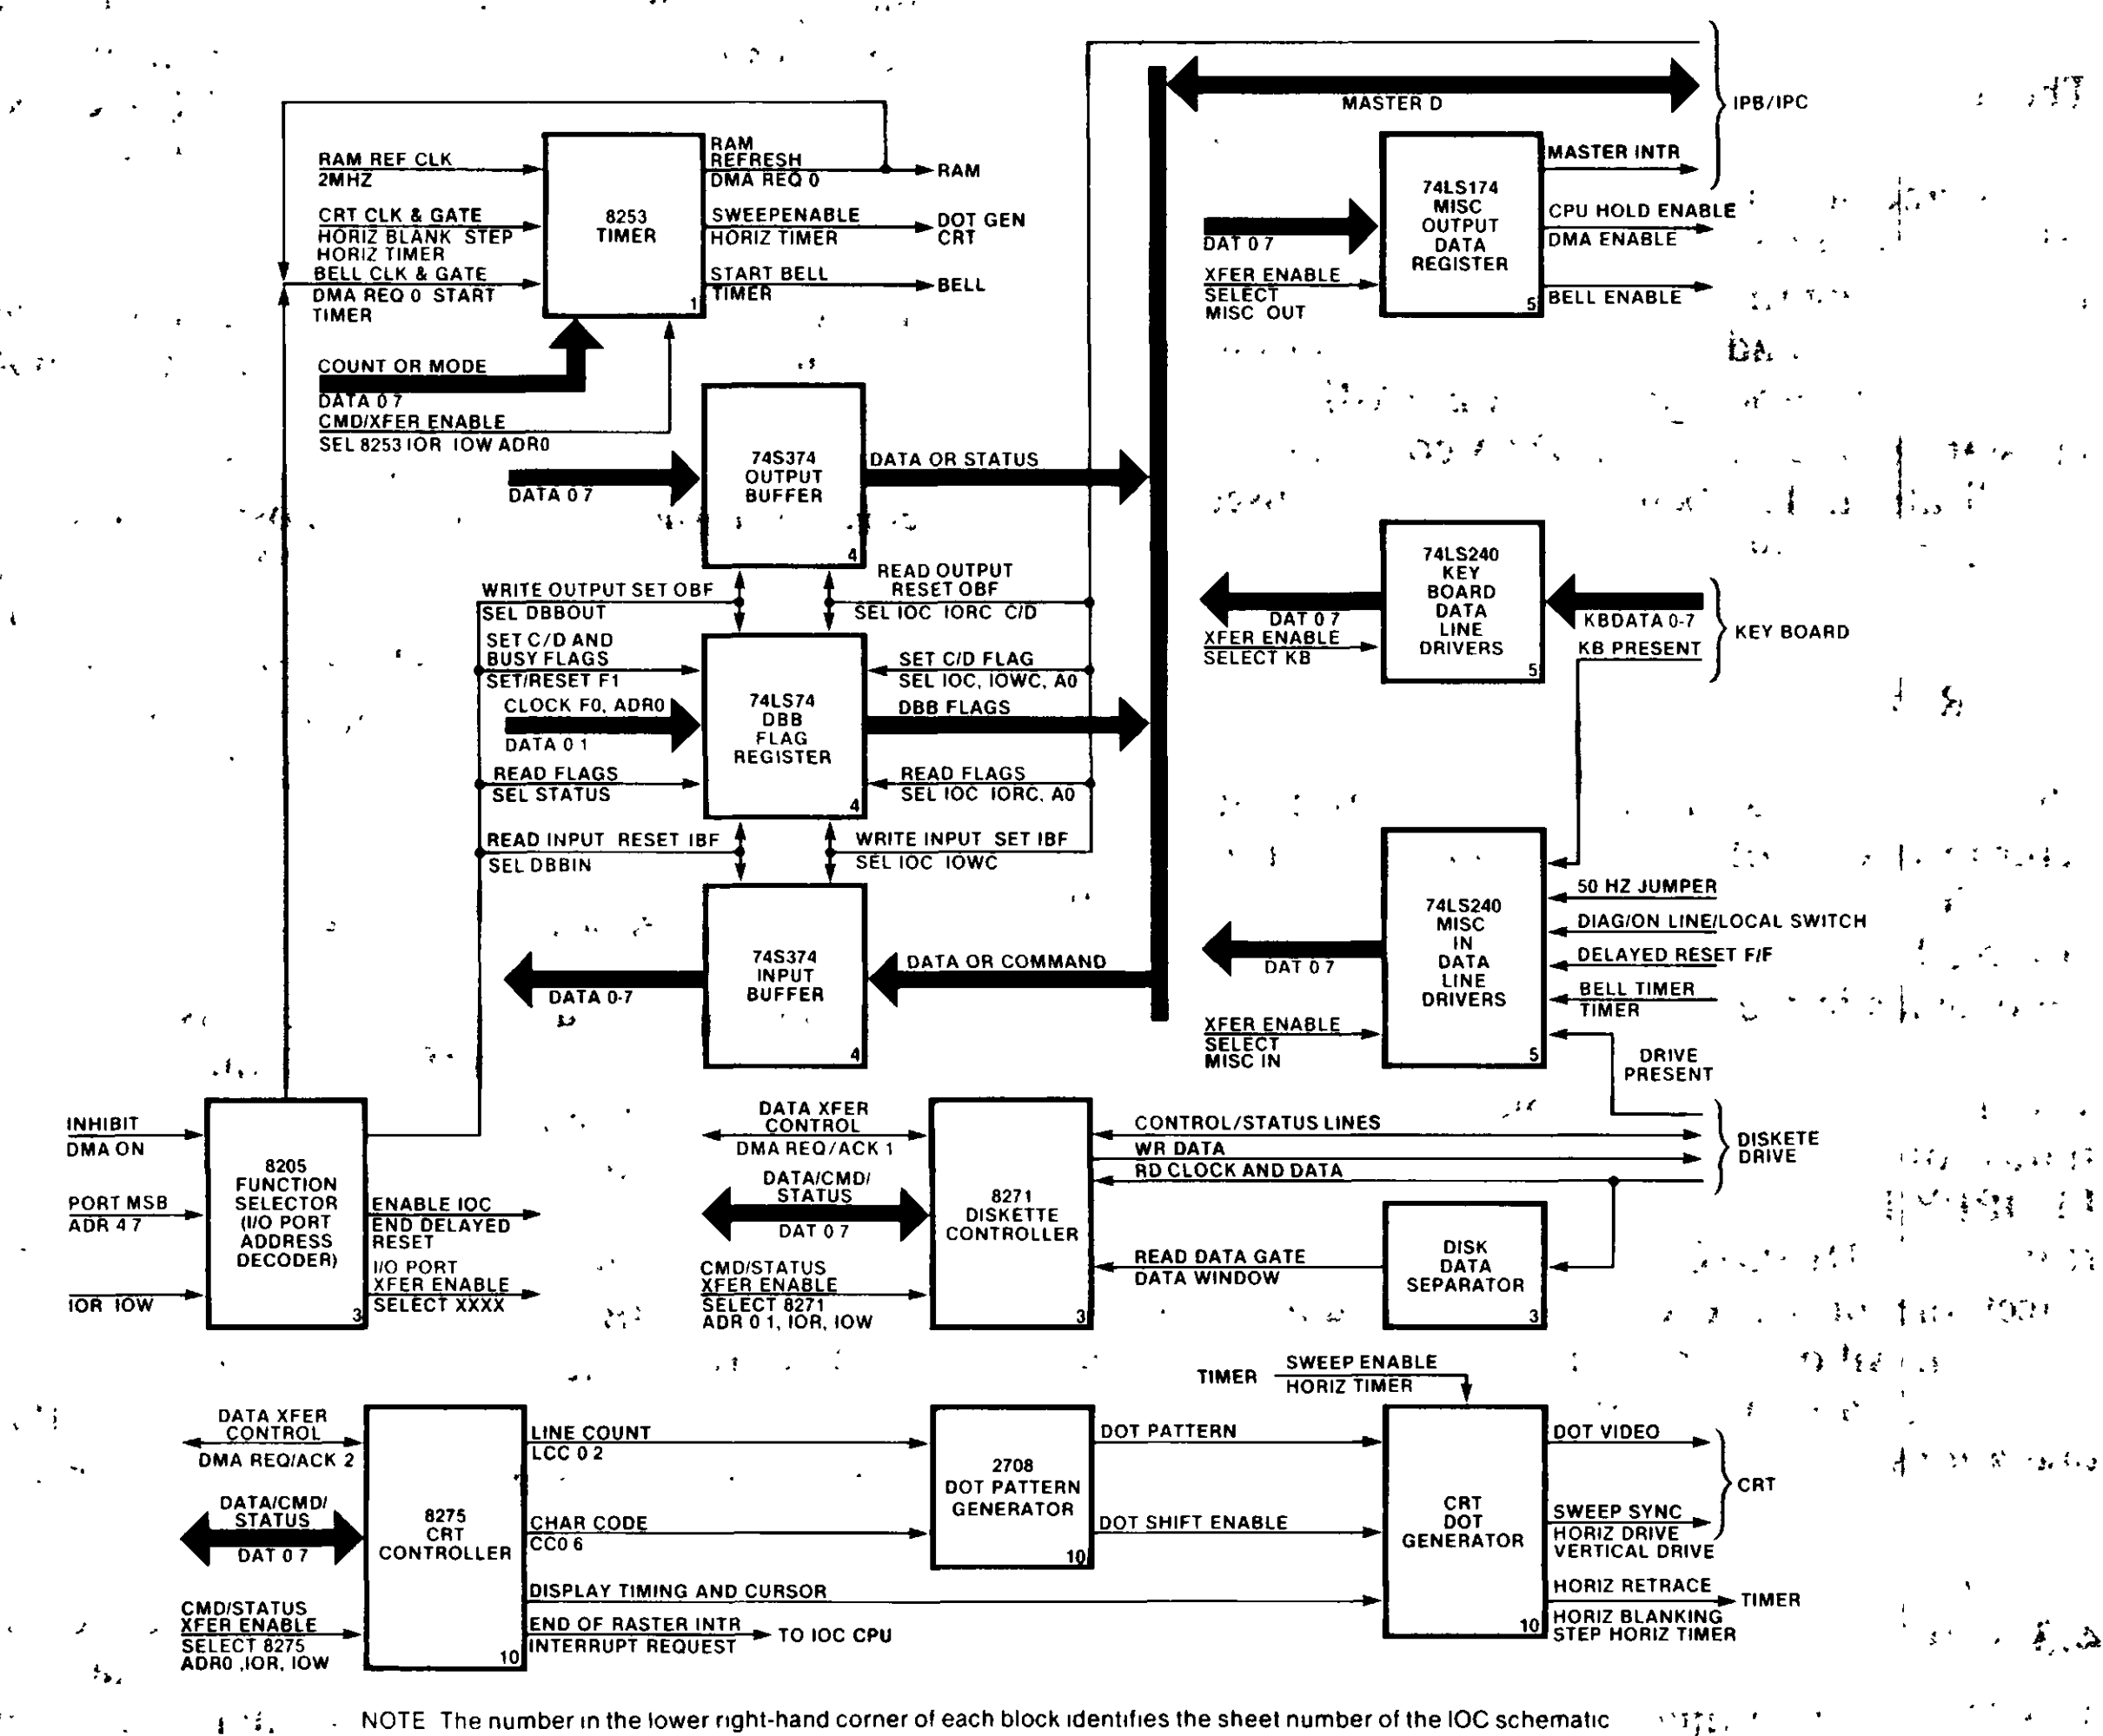 MASTER D
IPB/IPC
RAM REF CLK
2MHZ
CRT CLK & GATE
HORIZ BLANK STEP
HORIZ TIMER
BELL CLK & GATE
DMA REQ 0 START
TIMER
8253
TIMER
1
RAM
REFRESH
DMA REQ 0
RAM
SWEEPENABLE
HORIZ TIMER
DOT GEN
CRT
START BELL
TIMER
BELL
COUNT OR MODE
DATA 0 7
CMD/XFER ENABLE
SEL 8253 IOR IOW ADR0
DAT 0 7
XFER ENABLE
SELECT
MISC OUT
74LS174
MISC
OUTPUT
DATA
REGISTER
5
MASTER INTR
CPU HOLD ENABLE
DMA ENABLE
BELL ENABLE
DATA 0 7
74S374
OUTPUT
BUFFER
4
DATA OR STATUS
WRITE OUTPUT SET OBF
SEL DBBOUT
READ OUTPUT
RESET OBF
SEL IOC IORC C/D
SET C/D AND
BUSY FLAGS
SET/RESET F1
CLOCK F0, ADR0
DATA 0 1
READ FLAGS
SEL STATUS
74LS74
DBB
FLAG
REGISTER
4
SET C/D FLAG
SEL IOC, IOWC, A0
DBB FLAGS
READ FLAGS
SEL IOC IORC, A0
READ INPUT RESET IBF
SEL DBBIN
WRITE INPUT SET IBF
SEL IOC IOWC
DATA 0-7
74S374
INPUT
BUFFER
4
DATA OR COMMAND
DAT 0 7
XFER ENABLE
SELECT KB
74LS240
KEY
BOARD
DATA
LINE
DRIVERS
5
KBDATA 0-7
KB PRESENT
KEY BOARD
DAT 0 7
XFER ENABLE
SELECT
MISC IN
74LS240
MISC
IN
DATA
LINE
DRIVERS
5
50 HZ JUMPER
DIAG/ON LINE/LOCAL SWITCH
DELAYED RESET F/F
BELL TIMER
TIMER
DRIVE
PRESENT
INHIBIT
DMA ON
PORT MSB
ADR 4 7
IOR IOW
8205
FUNCTION
SELECTOR
(I/O PORT
ADDRESS
DECODER)
3
ENABLE IOC
END DELAYED
RESET
I/O PORT
XFER ENABLE
SELECT XXXX
DATA XFER
CONTROL
DMA REQ/ACK 1
DATA/CMD/
STATUS
DAT 0 7
CMD/STATUS
XFER ENABLE
SELECT 8271
ADR 0 1, IOR, IOW
8271
DISKETTE
CONTROLLER
3
CONTROL/STATUS LINES
WR DATA
RD CLOCK AND DATA
DISKETE
DRIVE
READ DATA GATE
DATA WINDOW
DISK
DATA
SEPARATOR
3
DATA XFER
CONTROL
DMA REQ/ACK 2
DATA/CMD/
STATUS
DAT 0 7
CMD/STATUS
XFER ENABLE
SELECT 8275
ADR0 ,IOR, IOW
8275
CRT
CONTROLLER
10
LINE COUNT
LCC 0 2
CHAR CODE
CC0 6
DISPLAY TIMING AND CURSOR
END OF RASTER INTR
INTERRUPT REQUEST
TO IOC CPU
2708
DOT PATTERN
GENERATOR
10
DOT PATTERN
DOT SHIFT ENABLE
TIMER
SWEEP ENABLE
HORIZ TIMER
CRT
DOT
GENERATOR
10
DOT VIDEO
SWEEP SYNC
HORIZ DRIVE
VERTICAL DRIVE
CRT
HORIZ RETRACE
TIMER
HORIZ BLANKING
STEP HORIZ TIMER
NOTE The number in the lower right-hand corner of each block identifies the sheet number of the IOC schematic